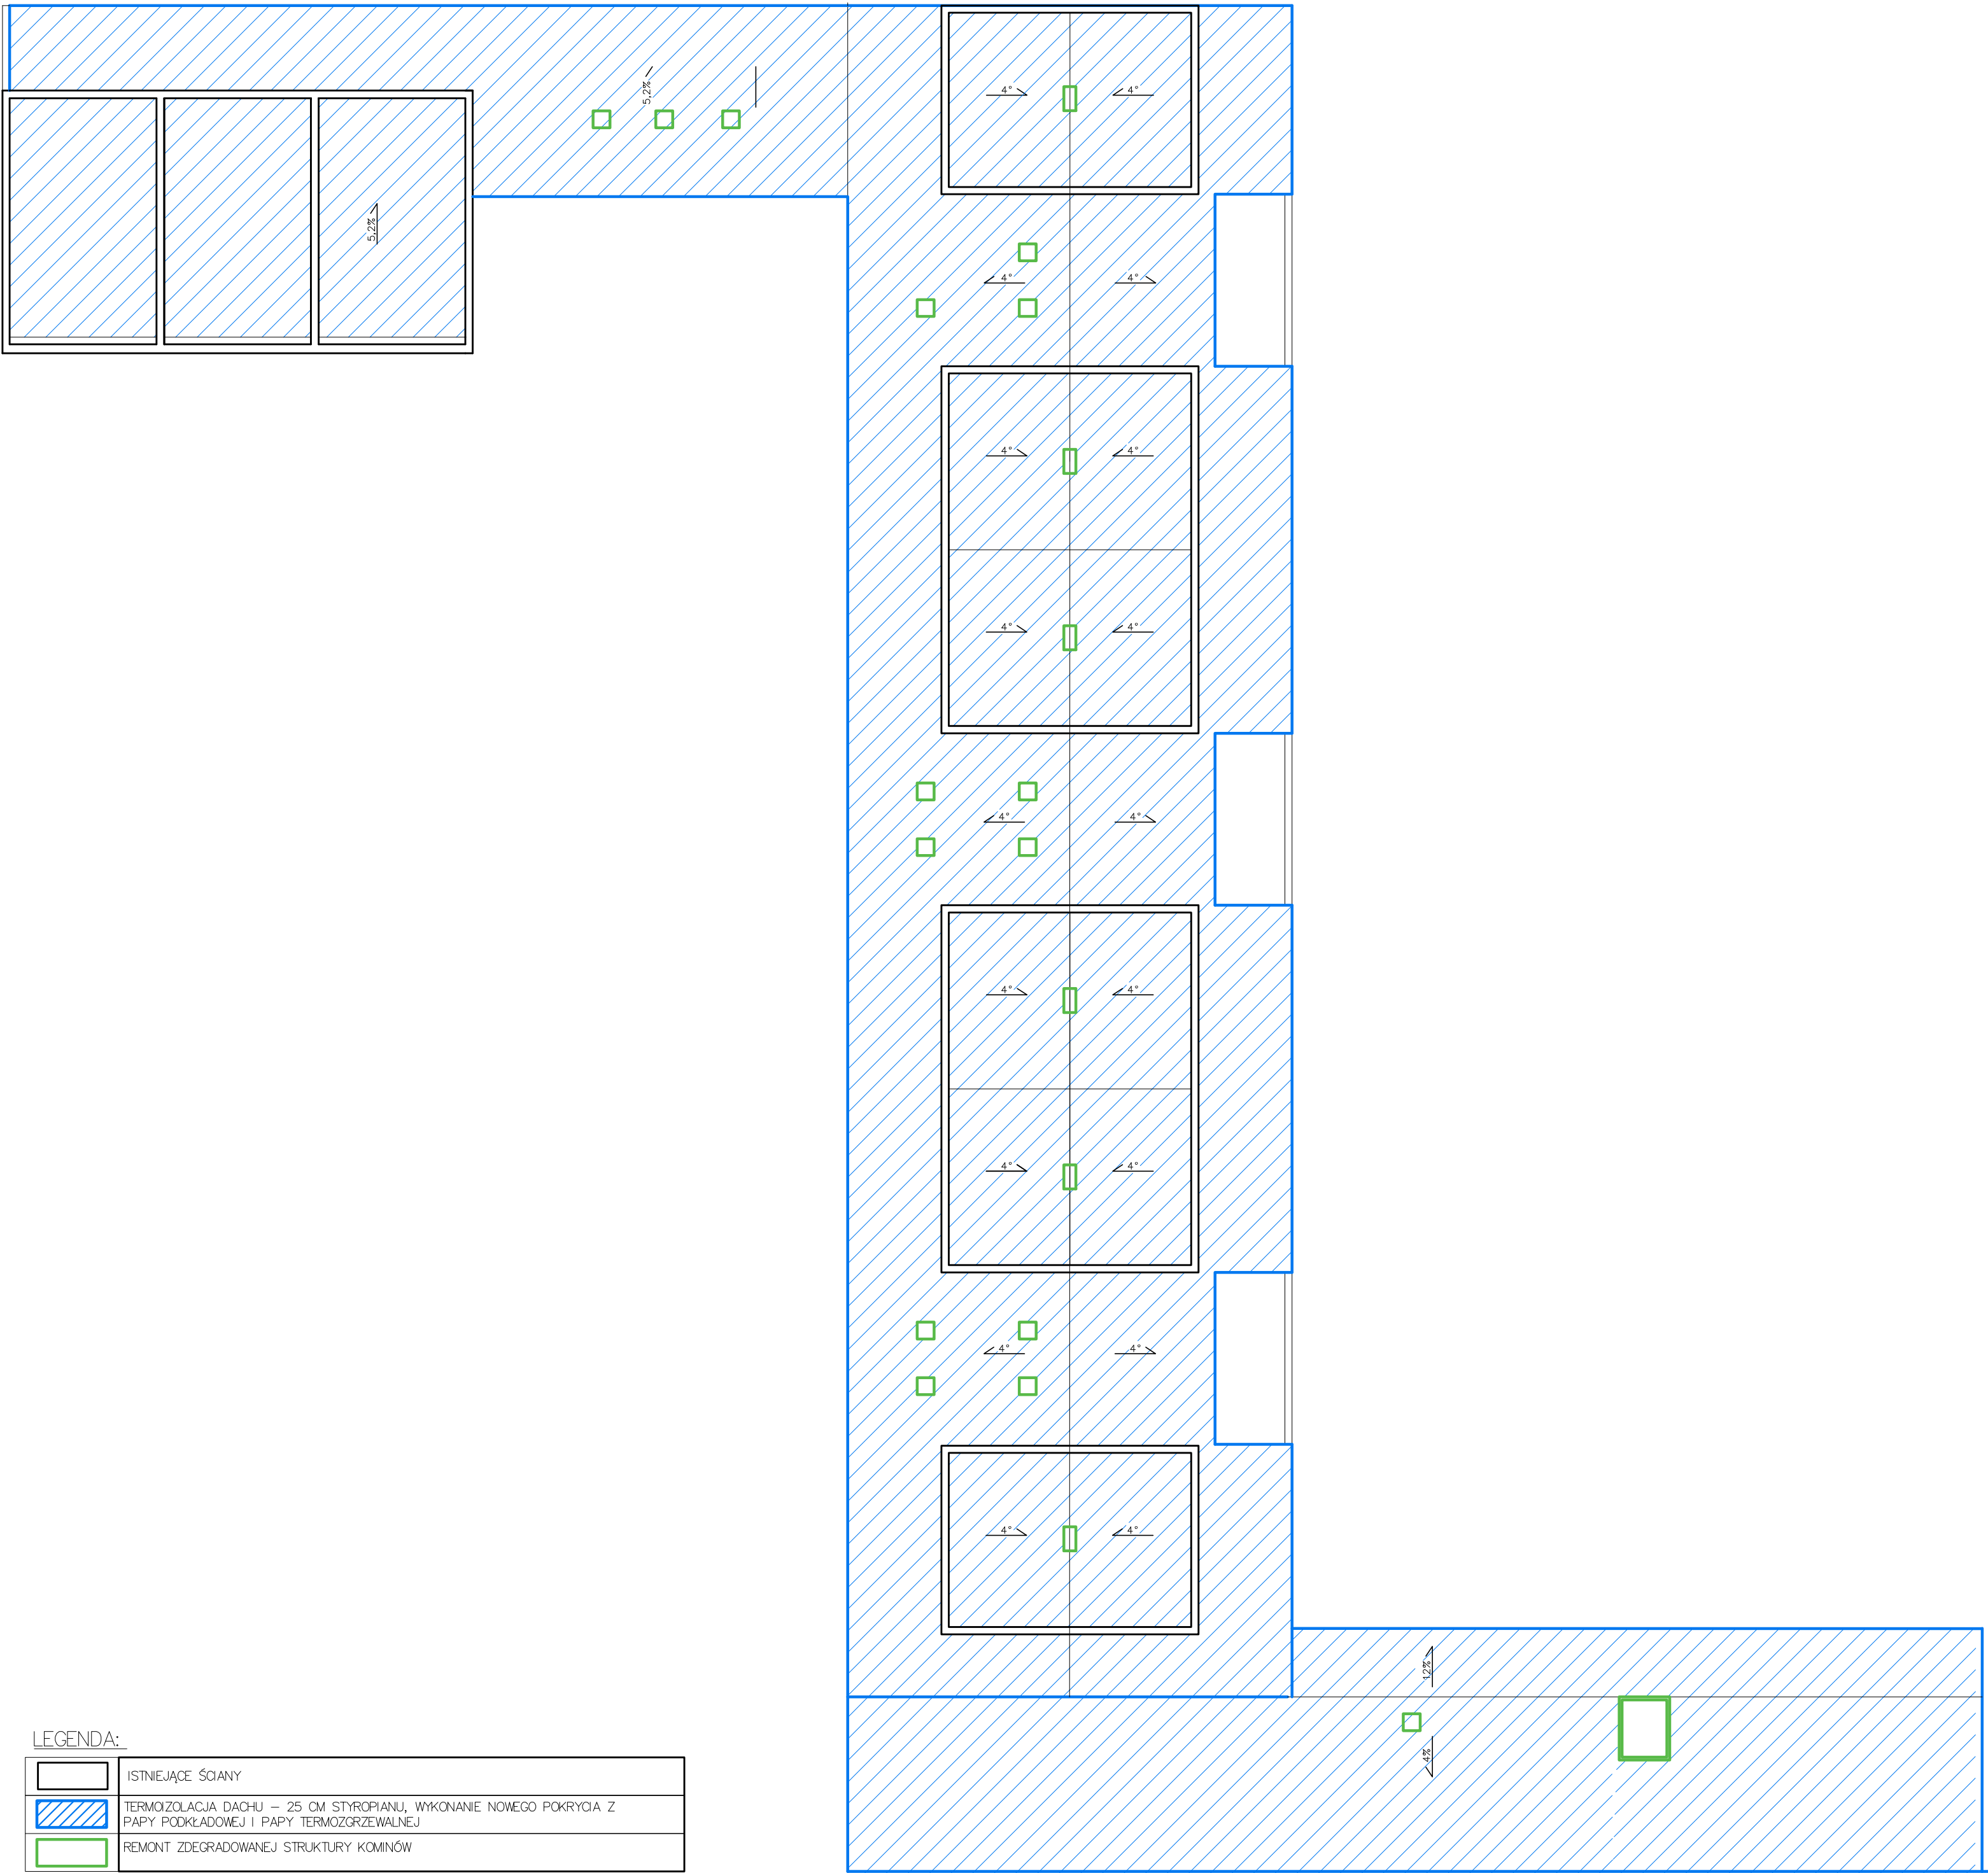 5,2%
4° 4°
5,2%
4° 4°
4° 4°
4° 4°
4° 4°
4° 4°
4° 4°
4° 4°
4° 4°
12%
4%
LEGENDA:
ISTNIEJĄCE ŚCIANY
TERMOIZOLACJA DACHU – 25 CM STYROPIANU, WYKONANIE NOWEGO POKRYCIA Z
PAPY PODKŁADOWEJ I PAPY TERMOZGRZEWALNEJ
REMONT ZDEGRADOWANEJ STRUKTURY KOMINÓW